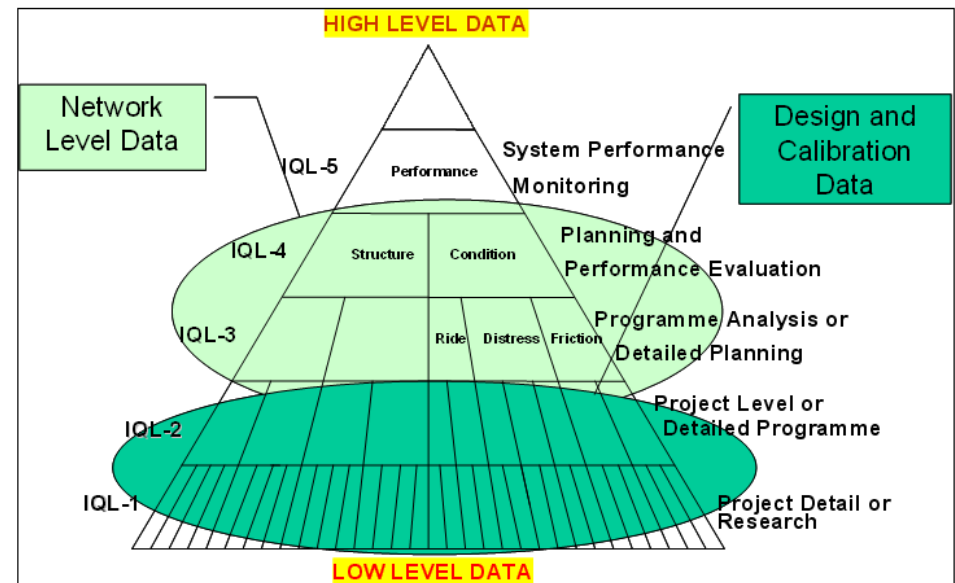 HIGH LEVEL DATA
Network
Level Data
Design and
Calibration
Data
IQL-5
Performance
System Performance
Monitoring
IQL-4
Structure
Condition
Planning and
Performance Evaluation
IQL-3
Ride
Distress
Friction
Programme Analysis or
Detailed Planning
IQL-2
Project Level or
Detailed Programme
IQL-1
Project Detail or
Research
LOW LEVEL DATA